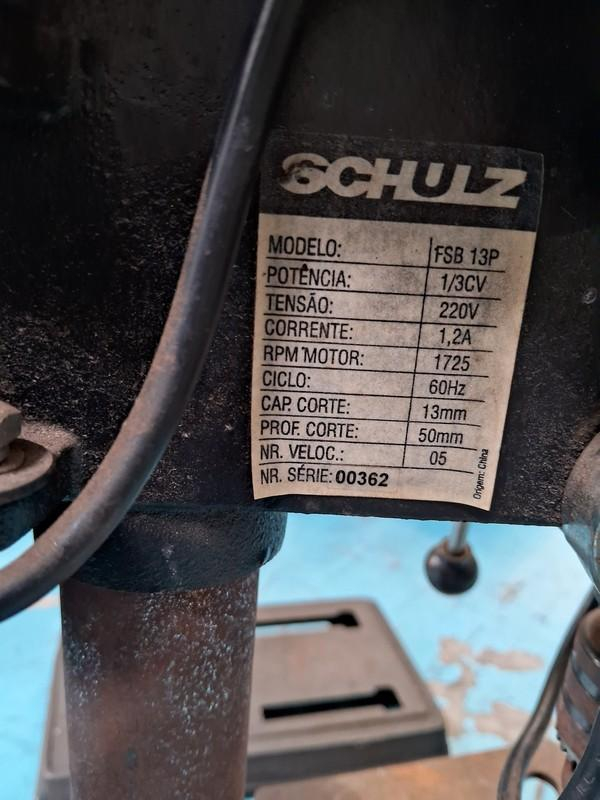 SCHULZ
MODELO: FSB 13P
POTÊNCIA: 1/3CV
TENSÃO: 220V
CORRENTE: 1,2A
RPM MOTOR: 1725
CICLO: 60Hz
CAP. CORTE: 13mm
PROF. CORTE: 50mm
NR. VELOC.: 05
NR. SÉRIE: 00362
Origem: China